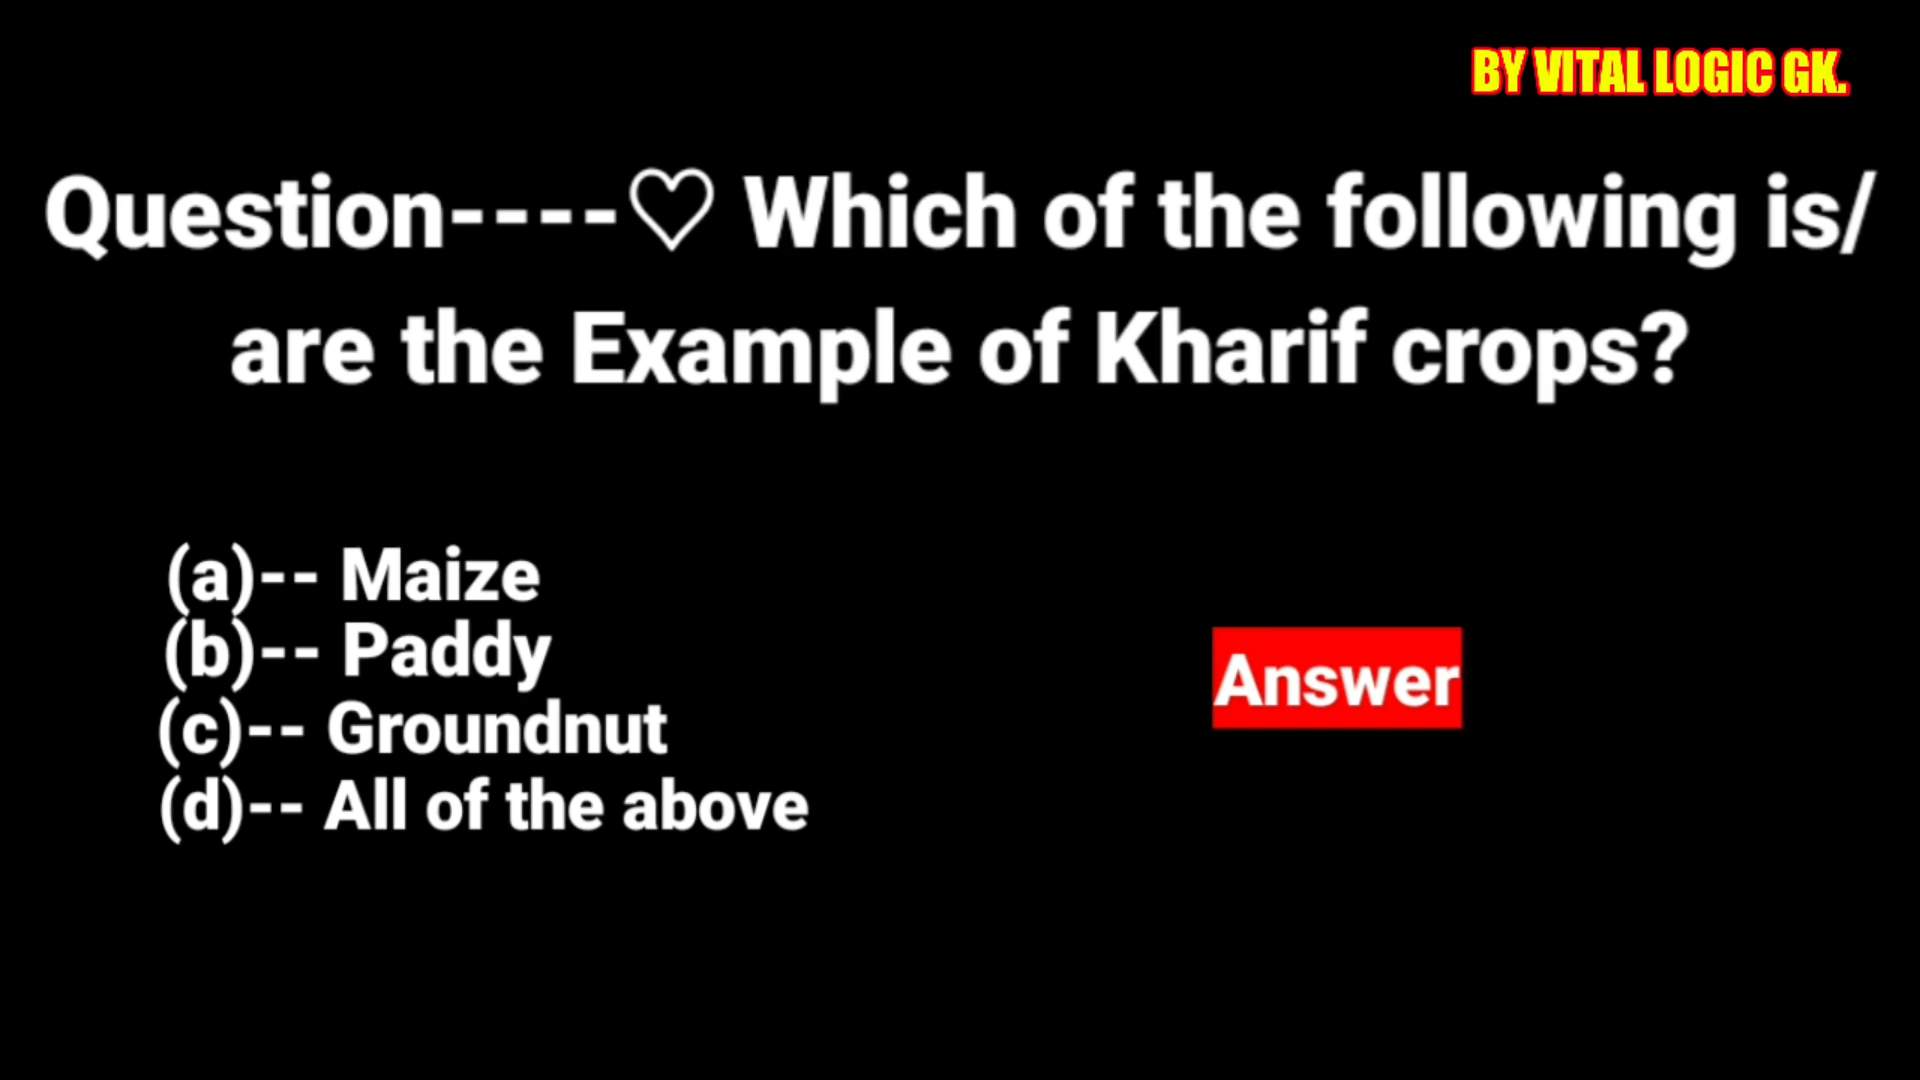 BY VITAL LOGIC GK.
Question----♡ Which of the following is/
are the Example of Kharif crops?
(a)-- Maize
(b)-- Paddy
(c)-- Groundnut
(d)-- All of the above
Answer